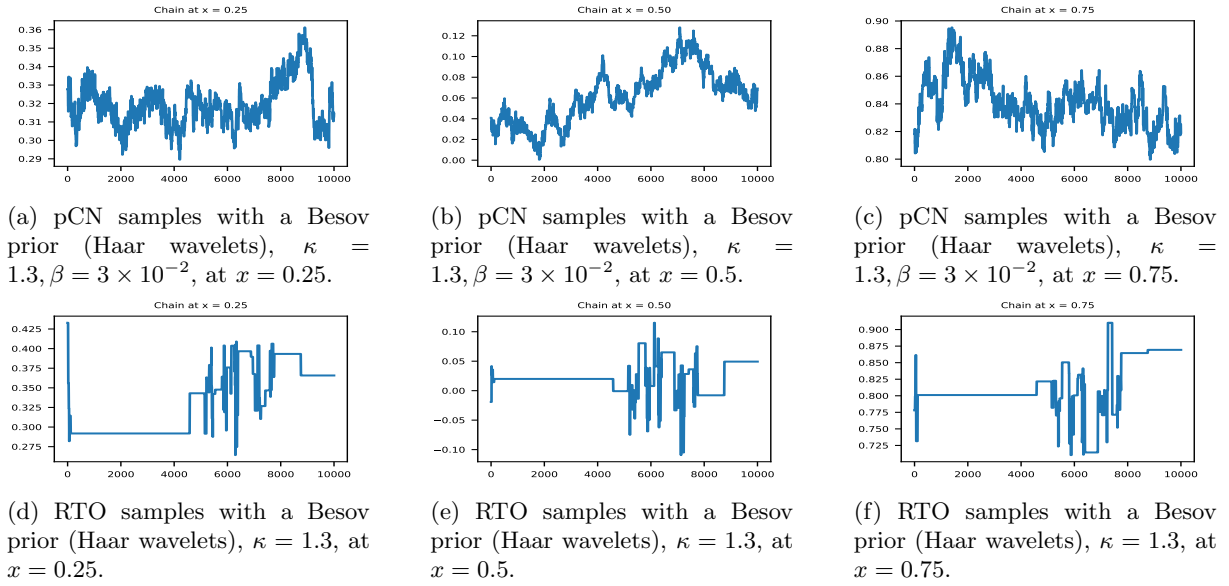 Chain at x = 0.25
0.36
0.35
0.34
0.33
0.32
0.31
0.30
0.29
0 2000 4000 6000 8000 10000
(a) pCN samples with a Besov
prior (Haar wavelets), κ =
1.3, β = 3 × 10⁻², at x = 0.25.
Chain at x = 0.50
0.12
0.10
0.08
0.06
0.04
0.02
0.00
0 2000 4000 6000 8000 10000
(b) pCN samples with a Besov
prior (Haar wavelets), κ =
1.3, β = 3 × 10⁻², at x = 0.5.
Chain at x = 0.75
0.90
0.88
0.86
0.84
0.82
0.80
0 2000 4000 6000 8000 10000
(c) pCN samples with a Besov
prior (Haar wavelets), κ =
1.3, β = 3 × 10⁻², at x = 0.75.
Chain at x = 0.25
0.425
0.400
0.375
0.350
0.325
0.300
0.275
0 2000 4000 6000 8000 10000
(d) RTO samples with a Besov
prior (Haar wavelets), κ = 1.3, at
x = 0.25.
Chain at x = 0.50
0.10
0.05
0.00
−0.05
−0.10
0 2000 4000 6000 8000 10000
(e) RTO samples with a Besov
prior (Haar wavelets), κ = 1.3, at
x = 0.5.
Chain at x = 0.75
0.900
0.875
0.850
0.825
0.800
0.775
0.750
0.725
0 2000 4000 6000 8000 10000
(f) RTO samples with a Besov
prior (Haar wavelets), κ = 1.3, at
x = 0.75.